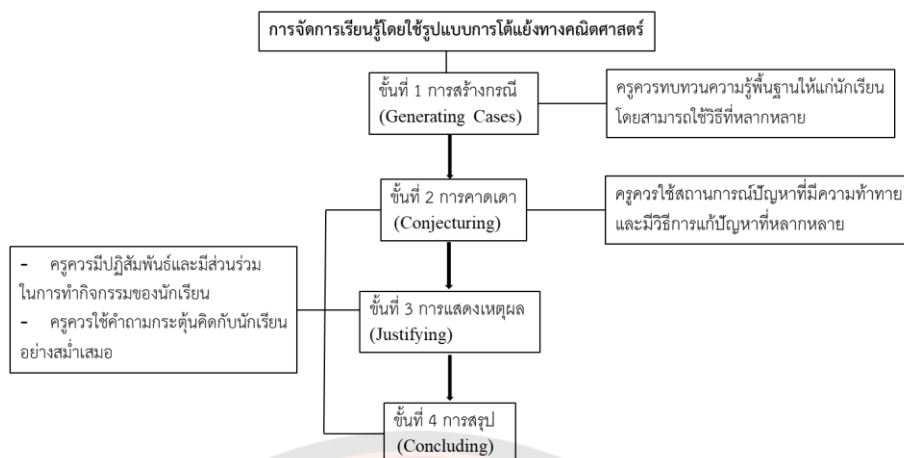 การจัดการเรียนรู้โดยใช้รูปแบบการโต้แย้งทางคณิตศาสตร์
ขั้นที่ 1 การสร้างกรณี
(Generating Cases)
ครูควรทบทวนความรู้พื้นฐานให้แก่นักเรียน
โดยสามารถใช้วิธีที่หลากหลาย
ขั้นที่ 2 การคาดเดา
(Conjecturing)
ครูควรใช้สถานการณ์ปัญหาที่มีความท้าทาย
และมีวิธีการแก้ปัญหาที่หลากหลาย
- ครูควรมีปฏิสัมพันธ์และมีส่วนร่วม
ในการทำกิจกรรมของนักเรียน
- ครูควรใช้คำถามกระตุ้นคิดกับนักเรียน
อย่างสม่ำเสมอ
ขั้นที่ 3 การแสดงเหตุผล
(Justifying)
ขั้นที่ 4 การสรุป
(Concluding)